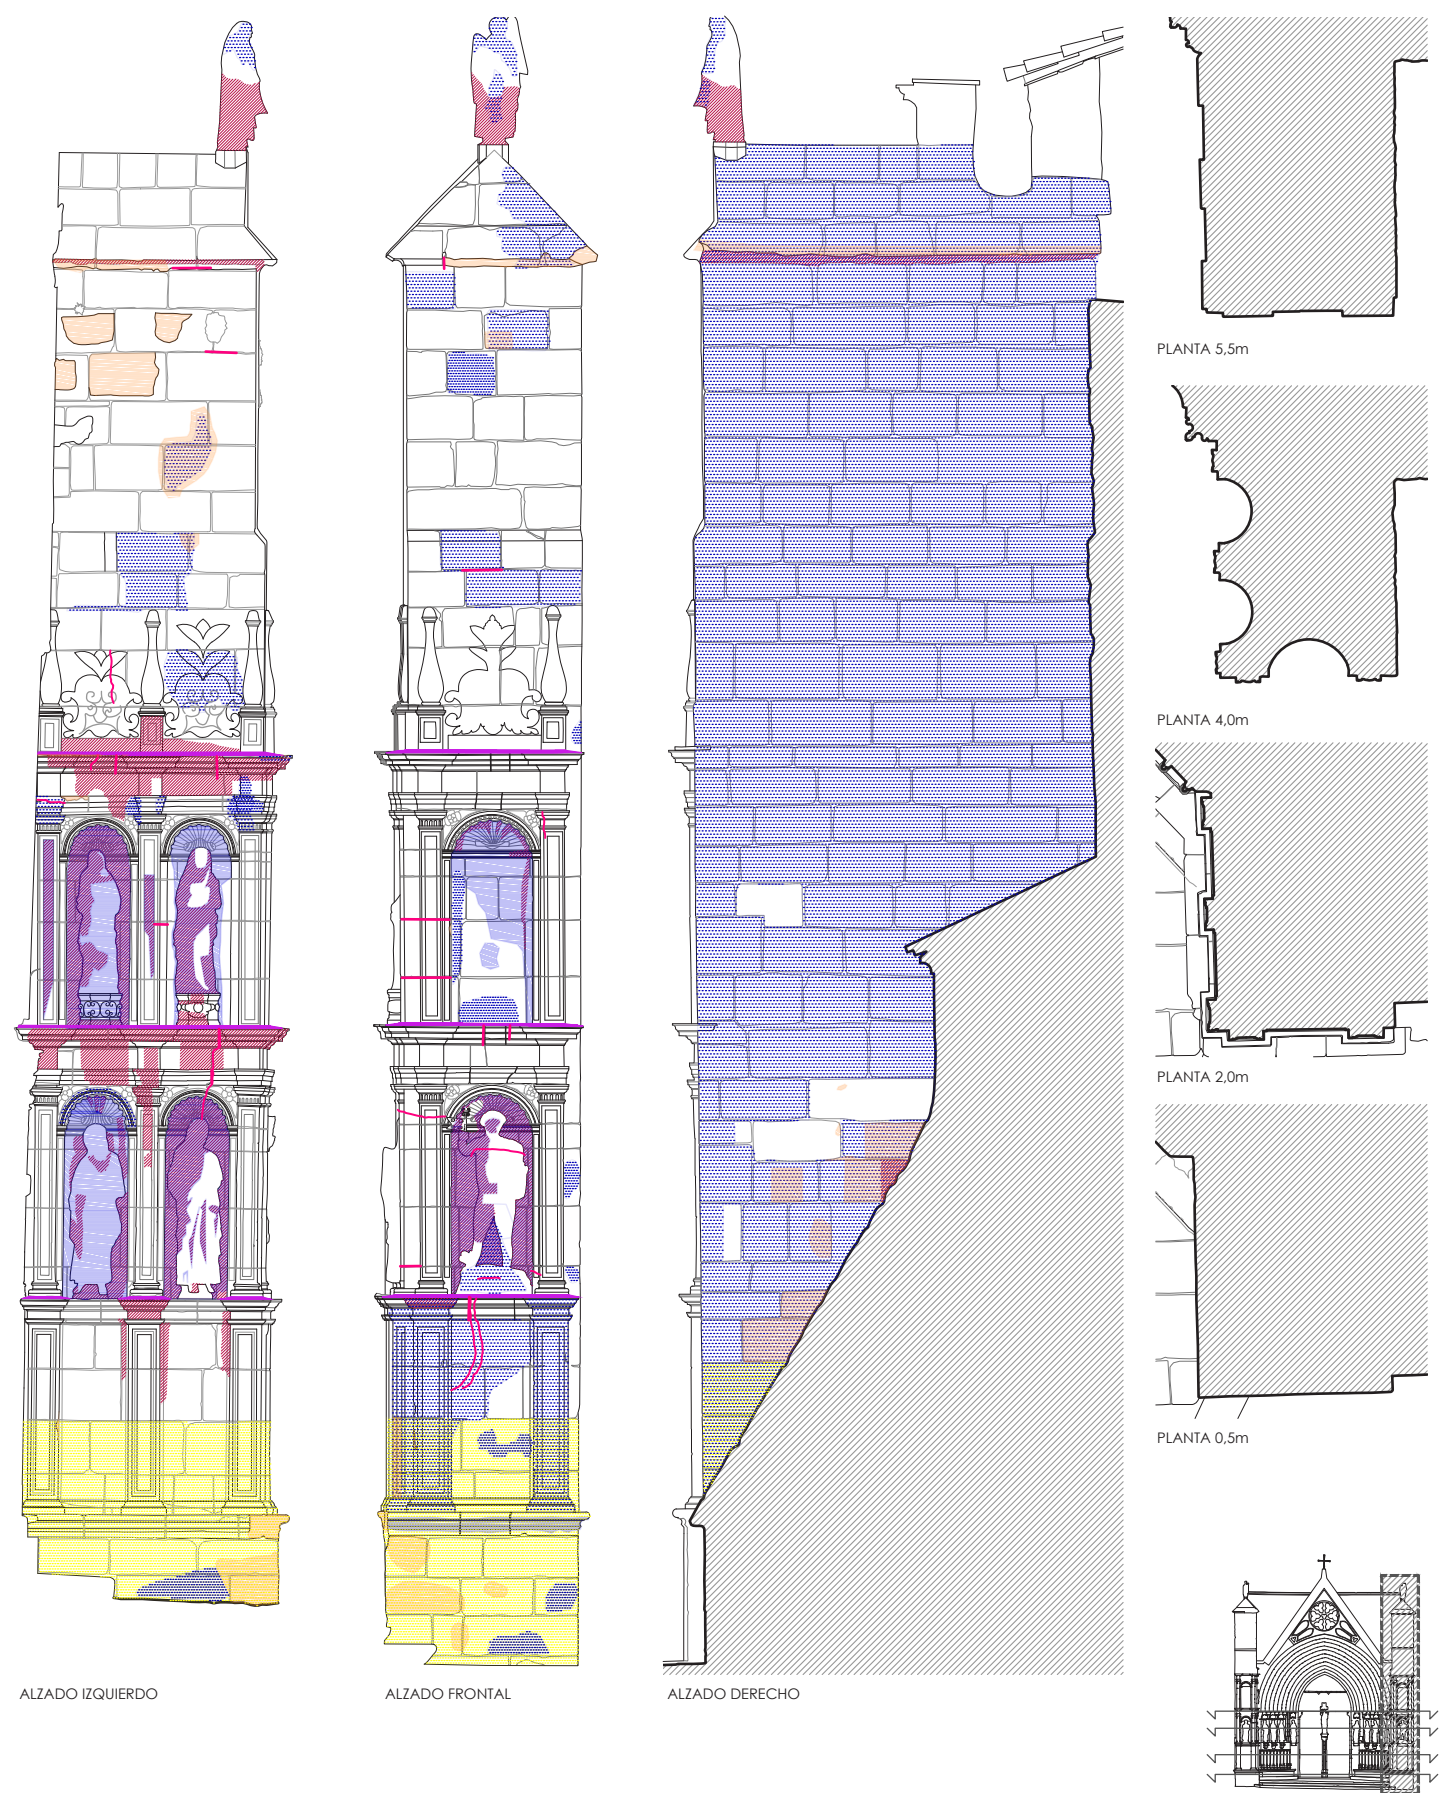 PLANTA 5,5m
PLANTA 4,0m
PLANTA 2,0m
PLANTA 0,5m
ALZADO IZQUIERDO
ALZADO FRONTAL
ALZADO DERECHO